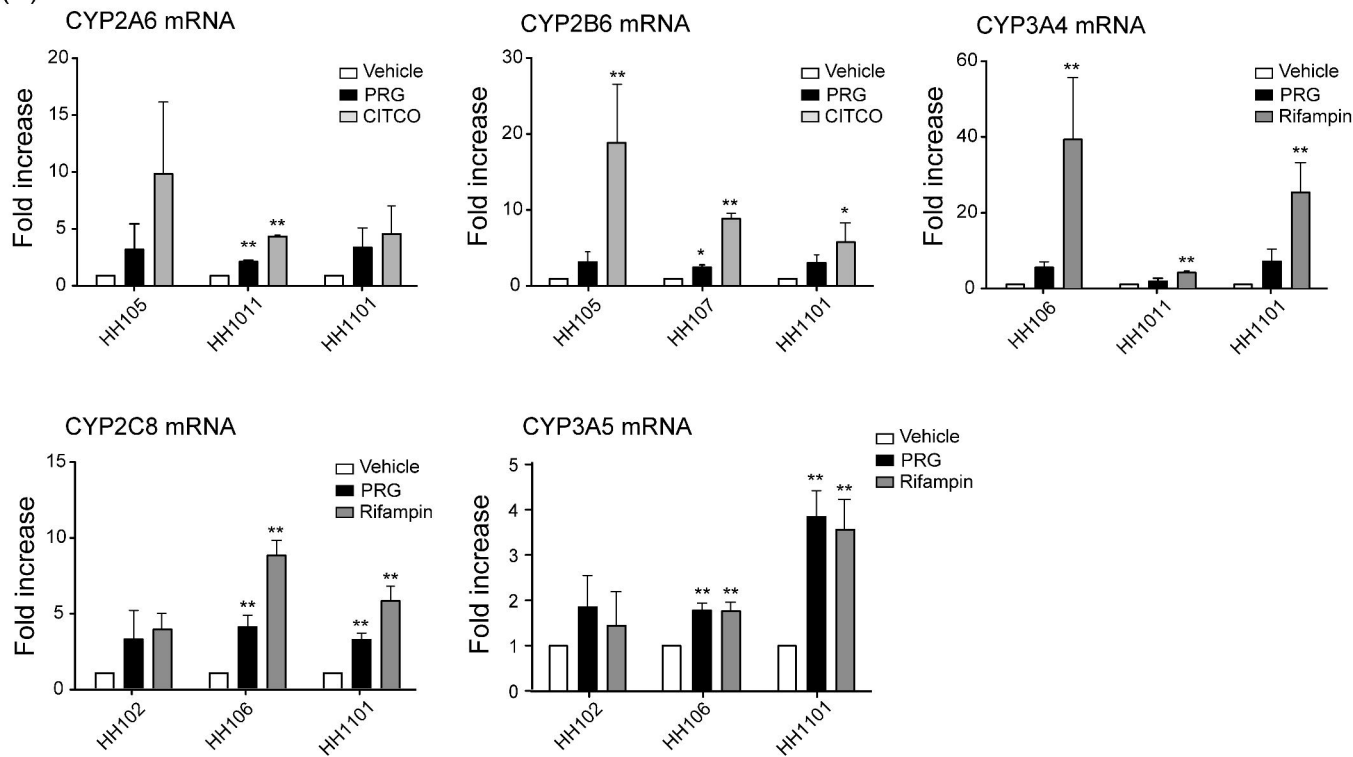 CYP2A6 mRNA
Fold increase
20
15
10
5
0
Vehicle
PRG
CITCO
**
**
HH105
HH1011
HH1101
CYP2B6 mRNA
Fold increase
30
20
10
0
Vehicle
PRG
CITCO
**
*
**
*
HH105
HH107
HH1101
CYP3A4 mRNA
Fold increase
60
40
20
0
Vehicle
PRG
Rifampin
**
**
**
HH106
HH1011
HH1101
CYP2C8 mRNA
Fold increase
15
10
5
0
Vehicle
PRG
Rifampin
**
**
**
**
HH102
HH106
HH1101
CYP3A5 mRNA
Fold increase
5
4
3
2
1
0
Vehicle
PRG
Rifampin
**
**
**
**
HH102
HH106
HH1101